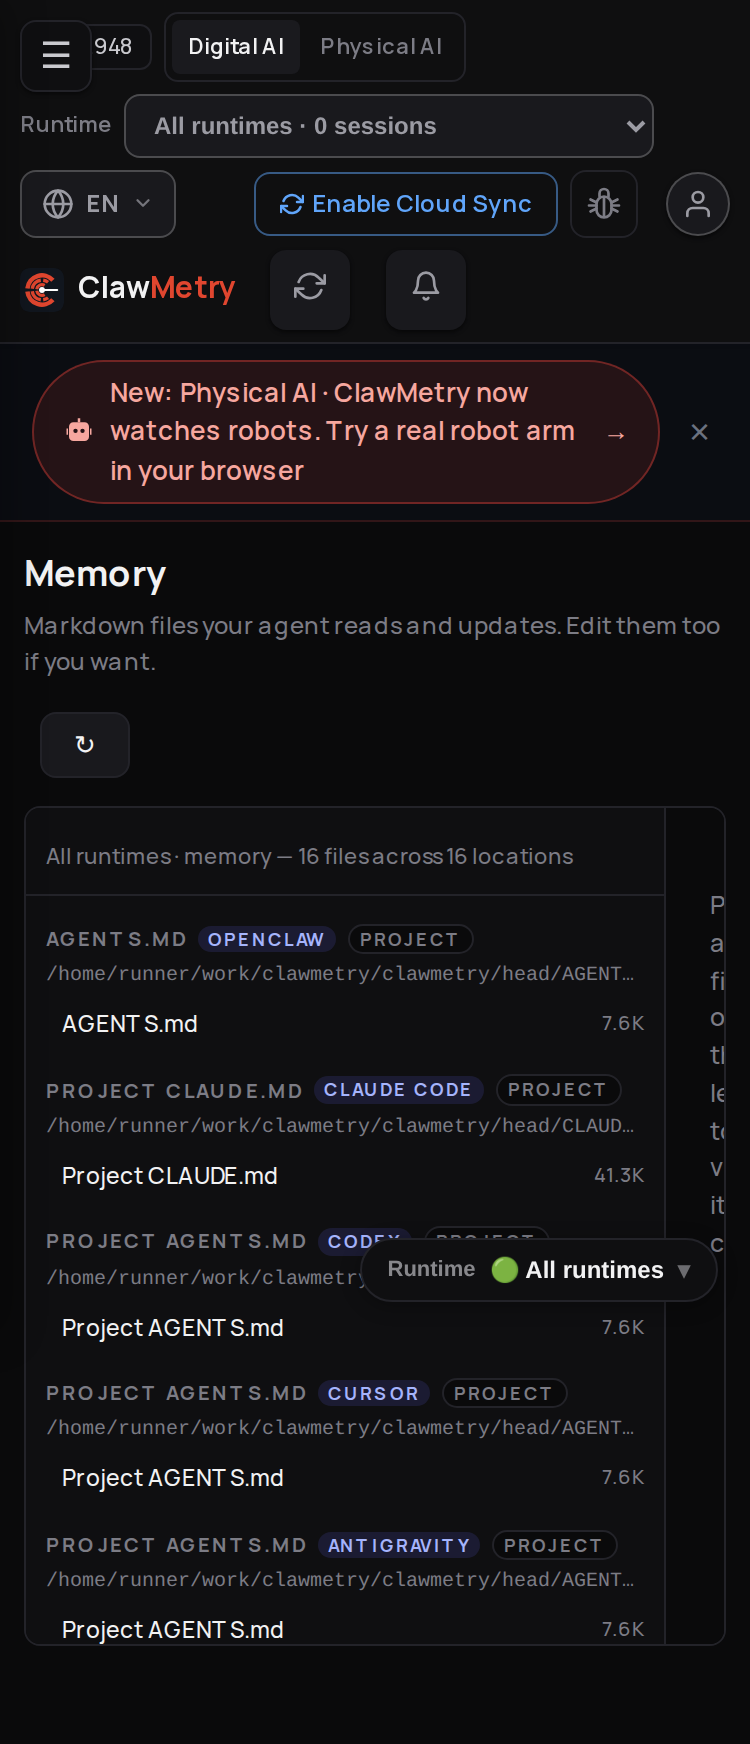 948
Digital AI
Physical AI
Runtime
All runtimes · 0 sessions
EN
Enable Cloud Sync
ClawMetry
New: Physical AI · ClawMetry now
watches robots. Try a real robot arm →
in your browser
Memory
Markdown files your agent reads and updates. Edit them too
if you want.
All runtimes · memory — 16 files across 16 locations
AGENTS.MD OPENCLAW PROJECT
/home/runner/work/clawmetry/clawmetry/head/AGENT…
AGENTS.md 7.6K
PROJECT CLAUDE.MD CLAUDE CODE PROJECT
/home/runner/work/clawmetry/clawmetry/head/CLAUD…
Project CLAUDE.md 41.3K
PROJECT AGENTS.MD CODEX PROJECT
/home/runner/work/clawmetry
Runtime All runtimes ▼
Project AGENTS.md 7.6K
PROJECT AGENTS.MD CURSOR PROJECT
/home/runner/work/clawmetry/clawmetry/head/AGENT…
Project AGENTS.md 7.6K
PROJECT AGENTS.MD ANTIGRAVITY PROJECT
/home/runner/work/clawmetry/clawmetry/head/AGENT…
Project AGENTS.md 7.6K